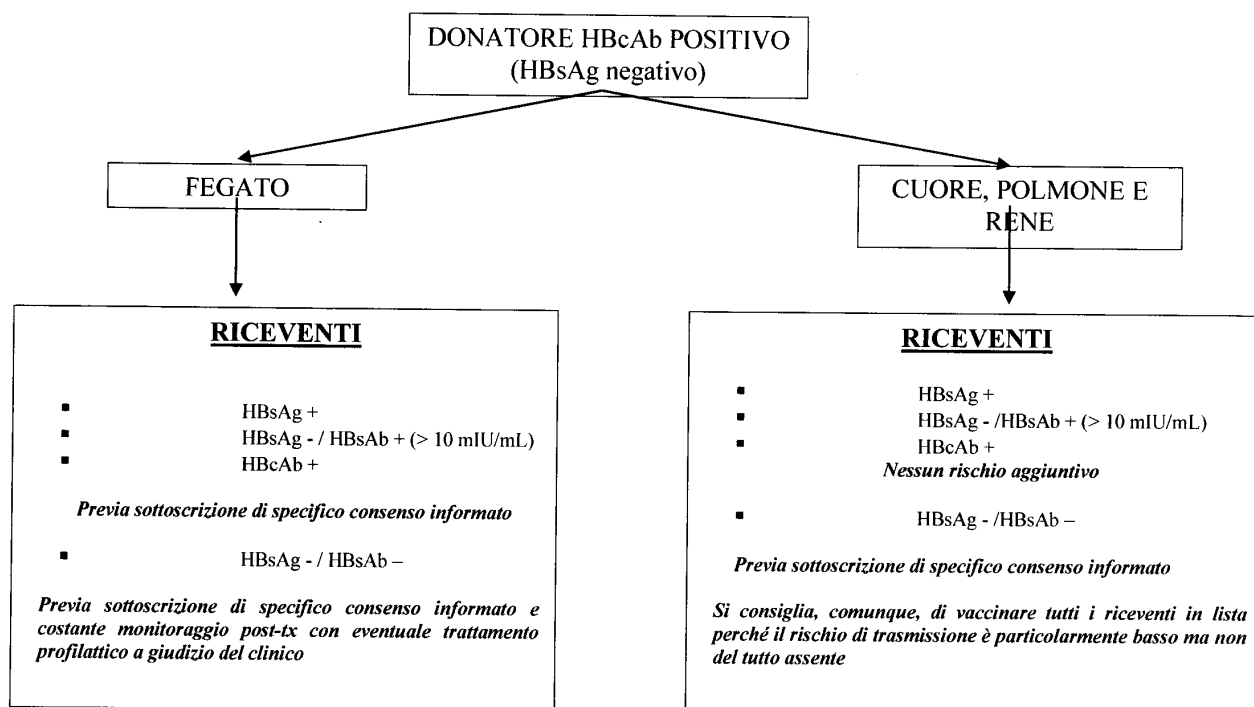 DONATORE HBcAb POSITIVO
(HBsAg negativo)
FEGATO
CUORE, POLMONE E
RENE
RICEVENTI
▪ HBsAg +
▪ HBsAg - / HBsAb + (> 10 mIU/mL)
▪ HBcAb +
Previa sottoscrizione di specifico consenso informato
▪ HBsAg - / HBsAb –
Previa sottoscrizione di specifico consenso informato e
costante monitoraggio post-tx con eventuale trattamento
profilattico a giudizio del clinico
RICEVENTI
▪ HBsAg +
▪ HBsAg - /HBsAb + (> 10 mIU/mL)
▪ HBcAb +
Nessun rischio aggiuntivo
▪ HBsAg - /HBsAb –
Previa sottoscrizione di specifico consenso informato
Si consiglia, comunque, di vaccinare tutti i riceventi in lista
perché il rischio di trasmissione è particolarmente basso ma non
del tutto assente